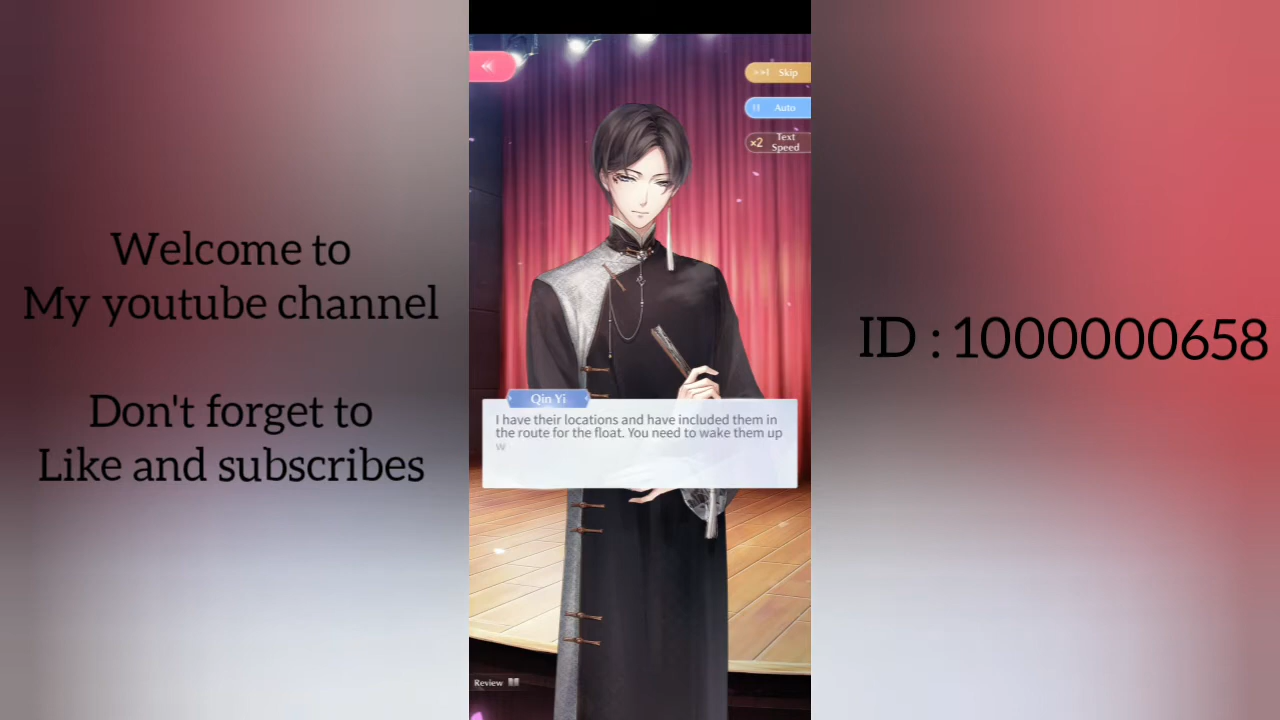 Welcome to
My youtube channel
Don't forget to
Like and subscribes
Skip
Auto
x2 Text
Speed
Qin Yi
I have their locations and have included them in
the route for the float. You need to wake them up
w
Review
ID : 1000000658